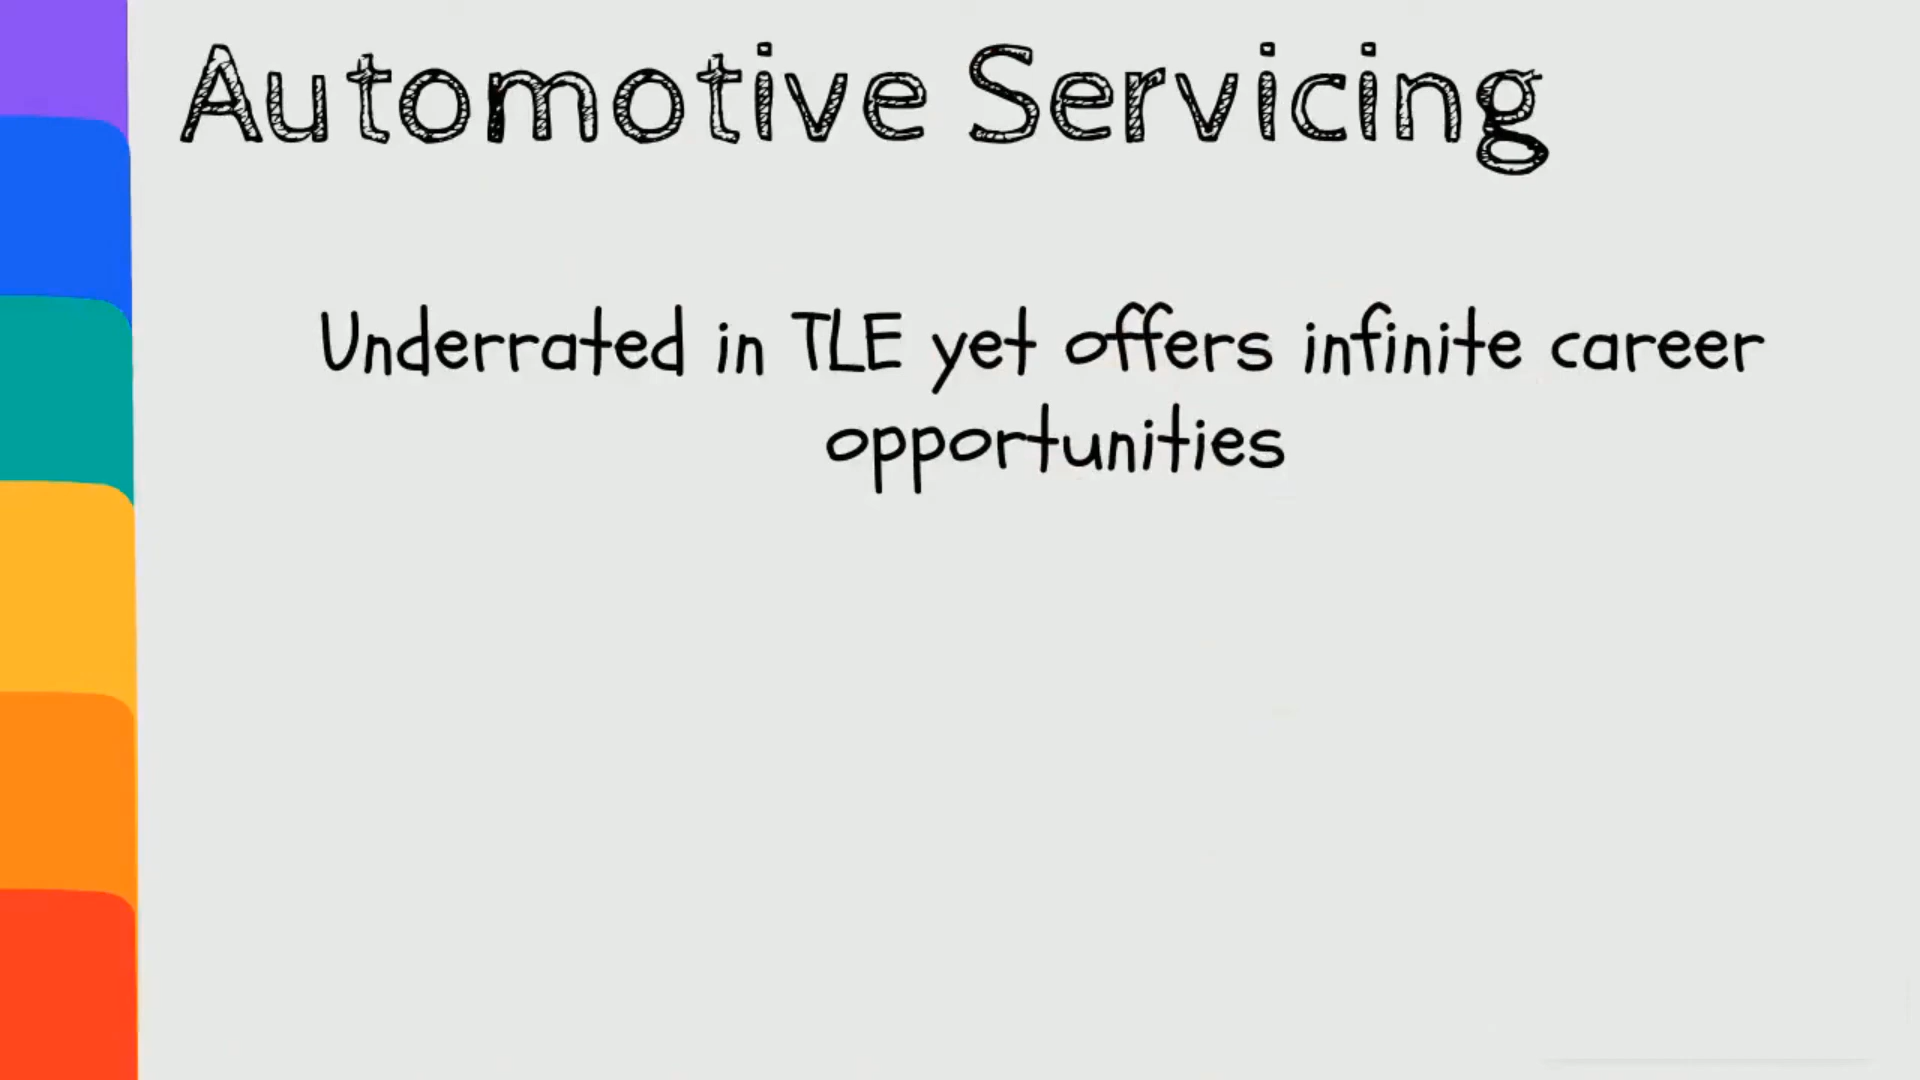 Automotive Servicing
Underrated in TLE yet offers infinite career
opportunities